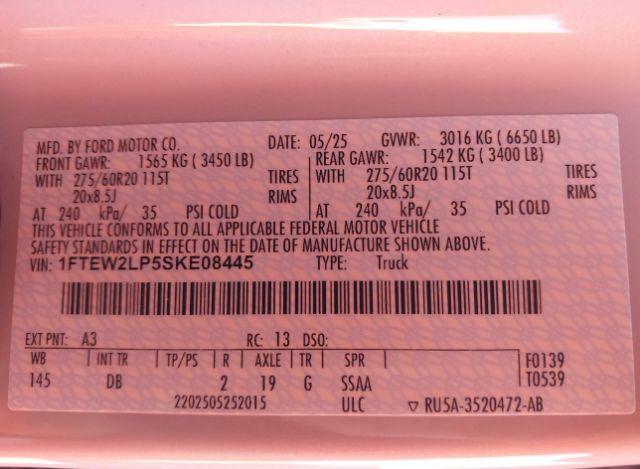 MFD. BY FORD MOTOR CO. DATE: 05/25 GVWR: 3016 KG ( 6650 LB)
FRONT GAWR: 1565 KG ( 3450 LB) REAR GAWR: 1542 KG ( 3400 LB)
WITH 275/60R20 115T TIRES WITH 275/60R20 115T TIRES
20x8.5J RIMS 20x8.5J RIMS
AT 240 kPa/ 35 PSI COLD AT 240 kPa/ 35 PSI COLD
THIS VEHICLE CONFORMS TO ALL APPLICABLE FEDERAL MOTOR VEHICLE
SAFETY STANDARDS IN EFFECT ON THE DATE OF MANUFACTURE SHOWN ABOVE.
VIN: 1FTEW2LP5SKE08445 TYPE: Truck
EXT PNT: A3 RC: 13 DSO:
WB INT TR TP/PS R AXLE TR SPR F0139
145 DB 2 19 G SSAA T0539
2202505252015 ULC ▽ RU5A-3520472-AB